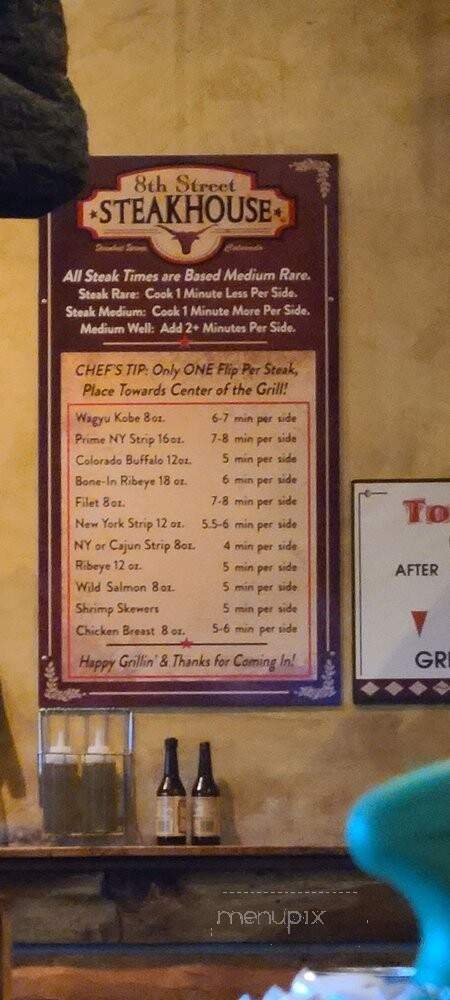 8th Street
STEAKHOUSE
Steamboat Springs Colorado
All Steak Times are Based Medium Rare.
Steak Rare: Cook 1 Minute Less Per Side.
Steak Medium: Cook 1 Minute More Per Side.
Medium Well: Add 2+ Minutes Per Side.
CHEF'S TIP: Only ONE Flip Per Steak,
Place Towards Center of the Grill!
Wagyu Kobe 8oz. 6-7 min per side
Prime NY Strip 16oz. 7-8 min per side
Colorado Buffalo 12oz. 5 min per side
Bone-In Ribeye 18 oz. 6 min per side
Filet 8oz. 7-8 min per side
New York Strip 12 oz. 5.5-6 min per side
NY or Cajun Strip 8oz. 4 min per side
Ribeye 12 oz. 5 min per side
Wild Salmon 8oz. 5 min per side
Shrimp Skewers 5 min per side
Chicken Breast 8 oz. 5-6 min per side
Happy Grillin' & Thanks for Coming In!
To
AFTER
GRI
menupix